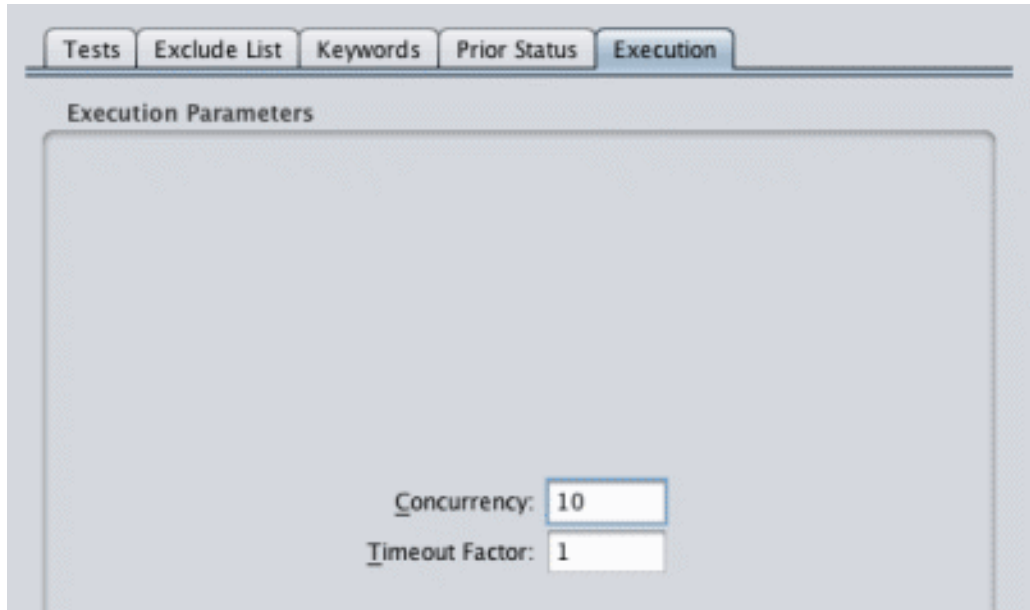 Tests Exclude List Keywords Prior Status Execution
Execution Parameters
Concurrency: 10
Timeout Factor: 1